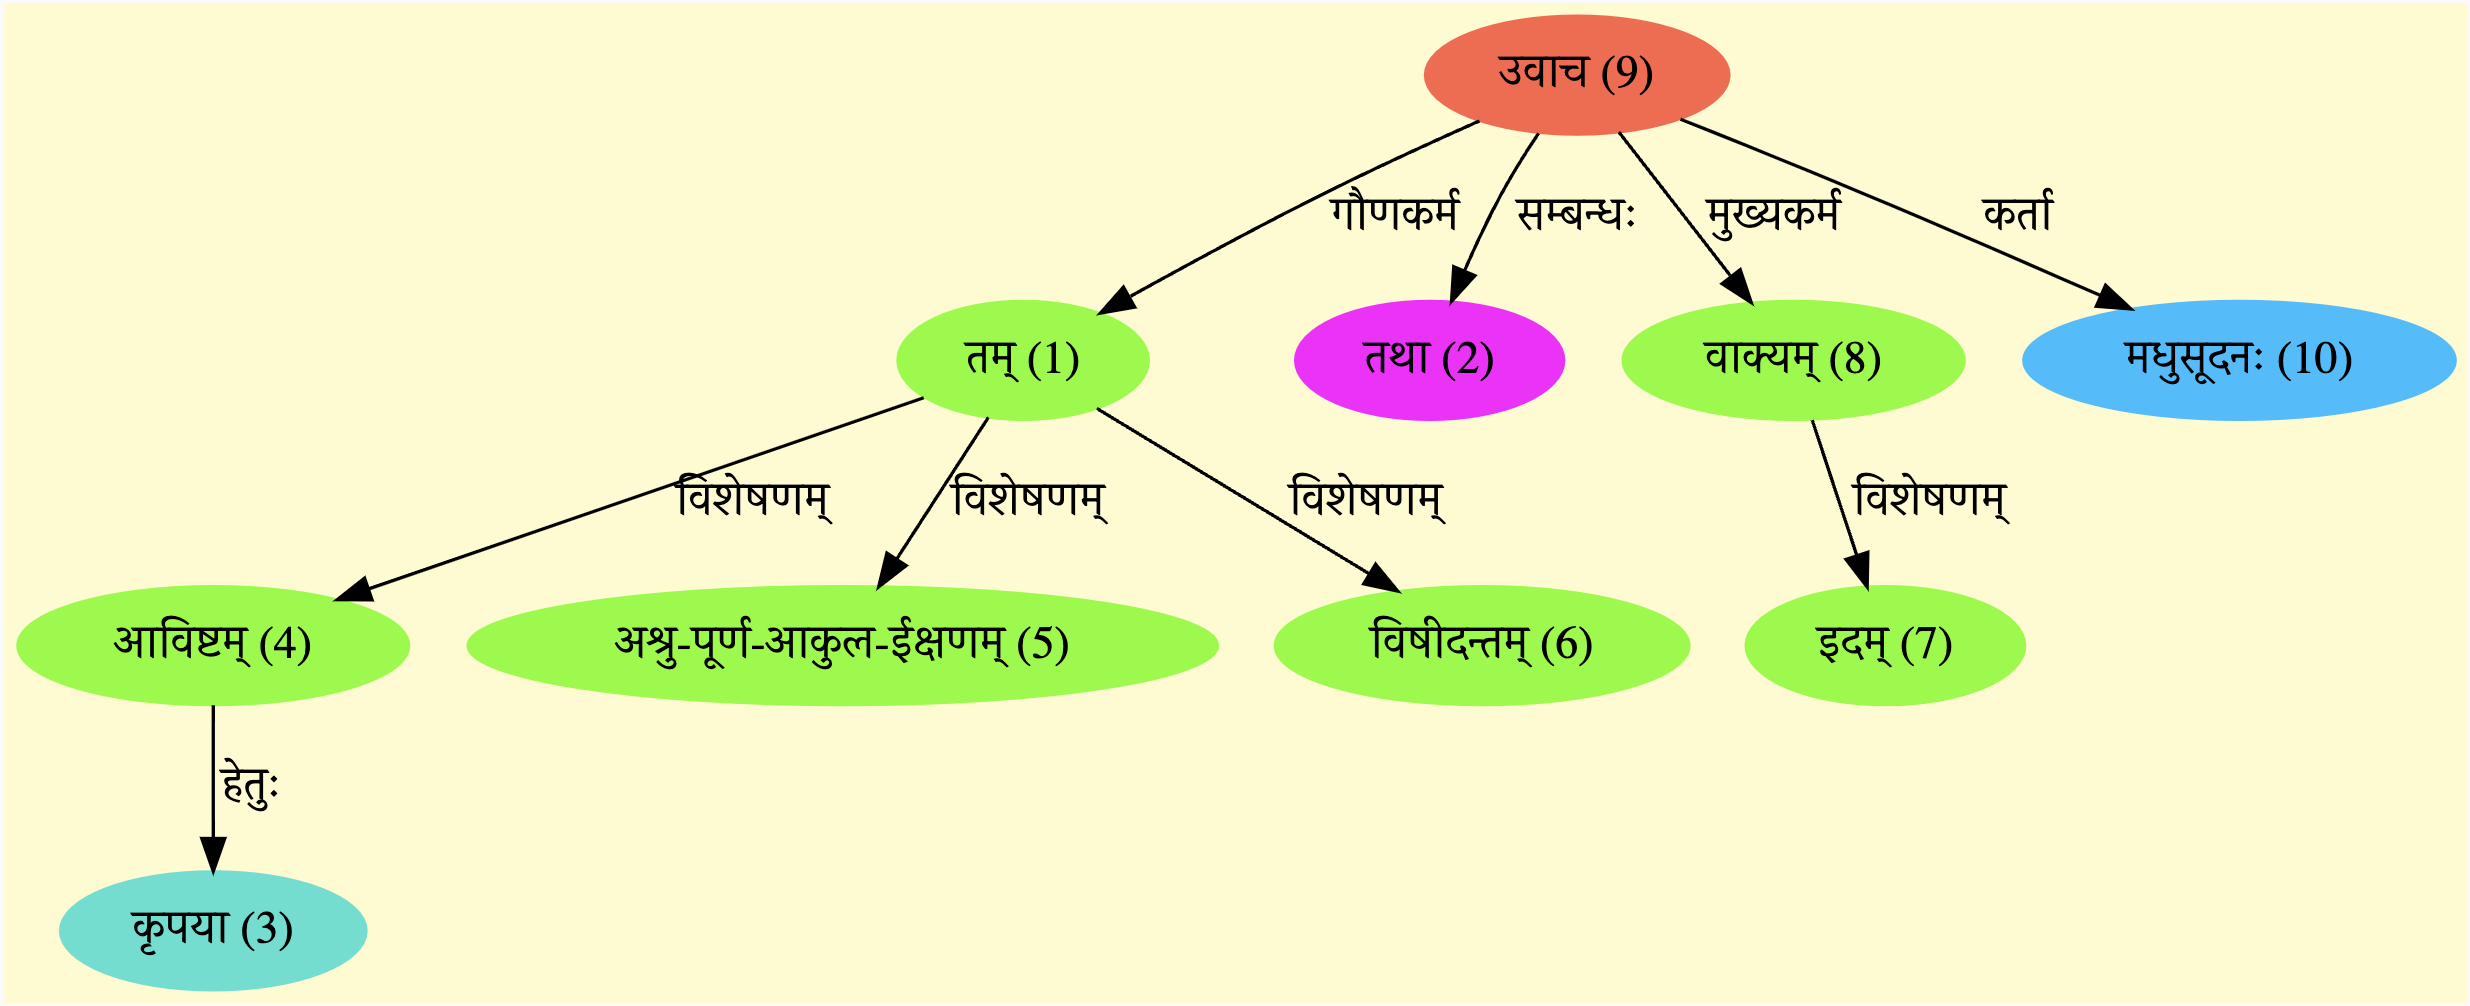 उवाच (9)
गौणकर्म सम्बन्धः मुख्यकर्म कर्ता
तम् (1) तथा (2) वाक्यम् (8) मधुसूदनः (10)
विशेषणम् विशेषणम् विशेषणम् विशेषणम्
आविष्टम् (4) अश्रु-पूर्ण-आकुल-ईक्षणम् (5) विषीदन्तम् (6) इदम् (7)
हेतुः
कृपया (3)